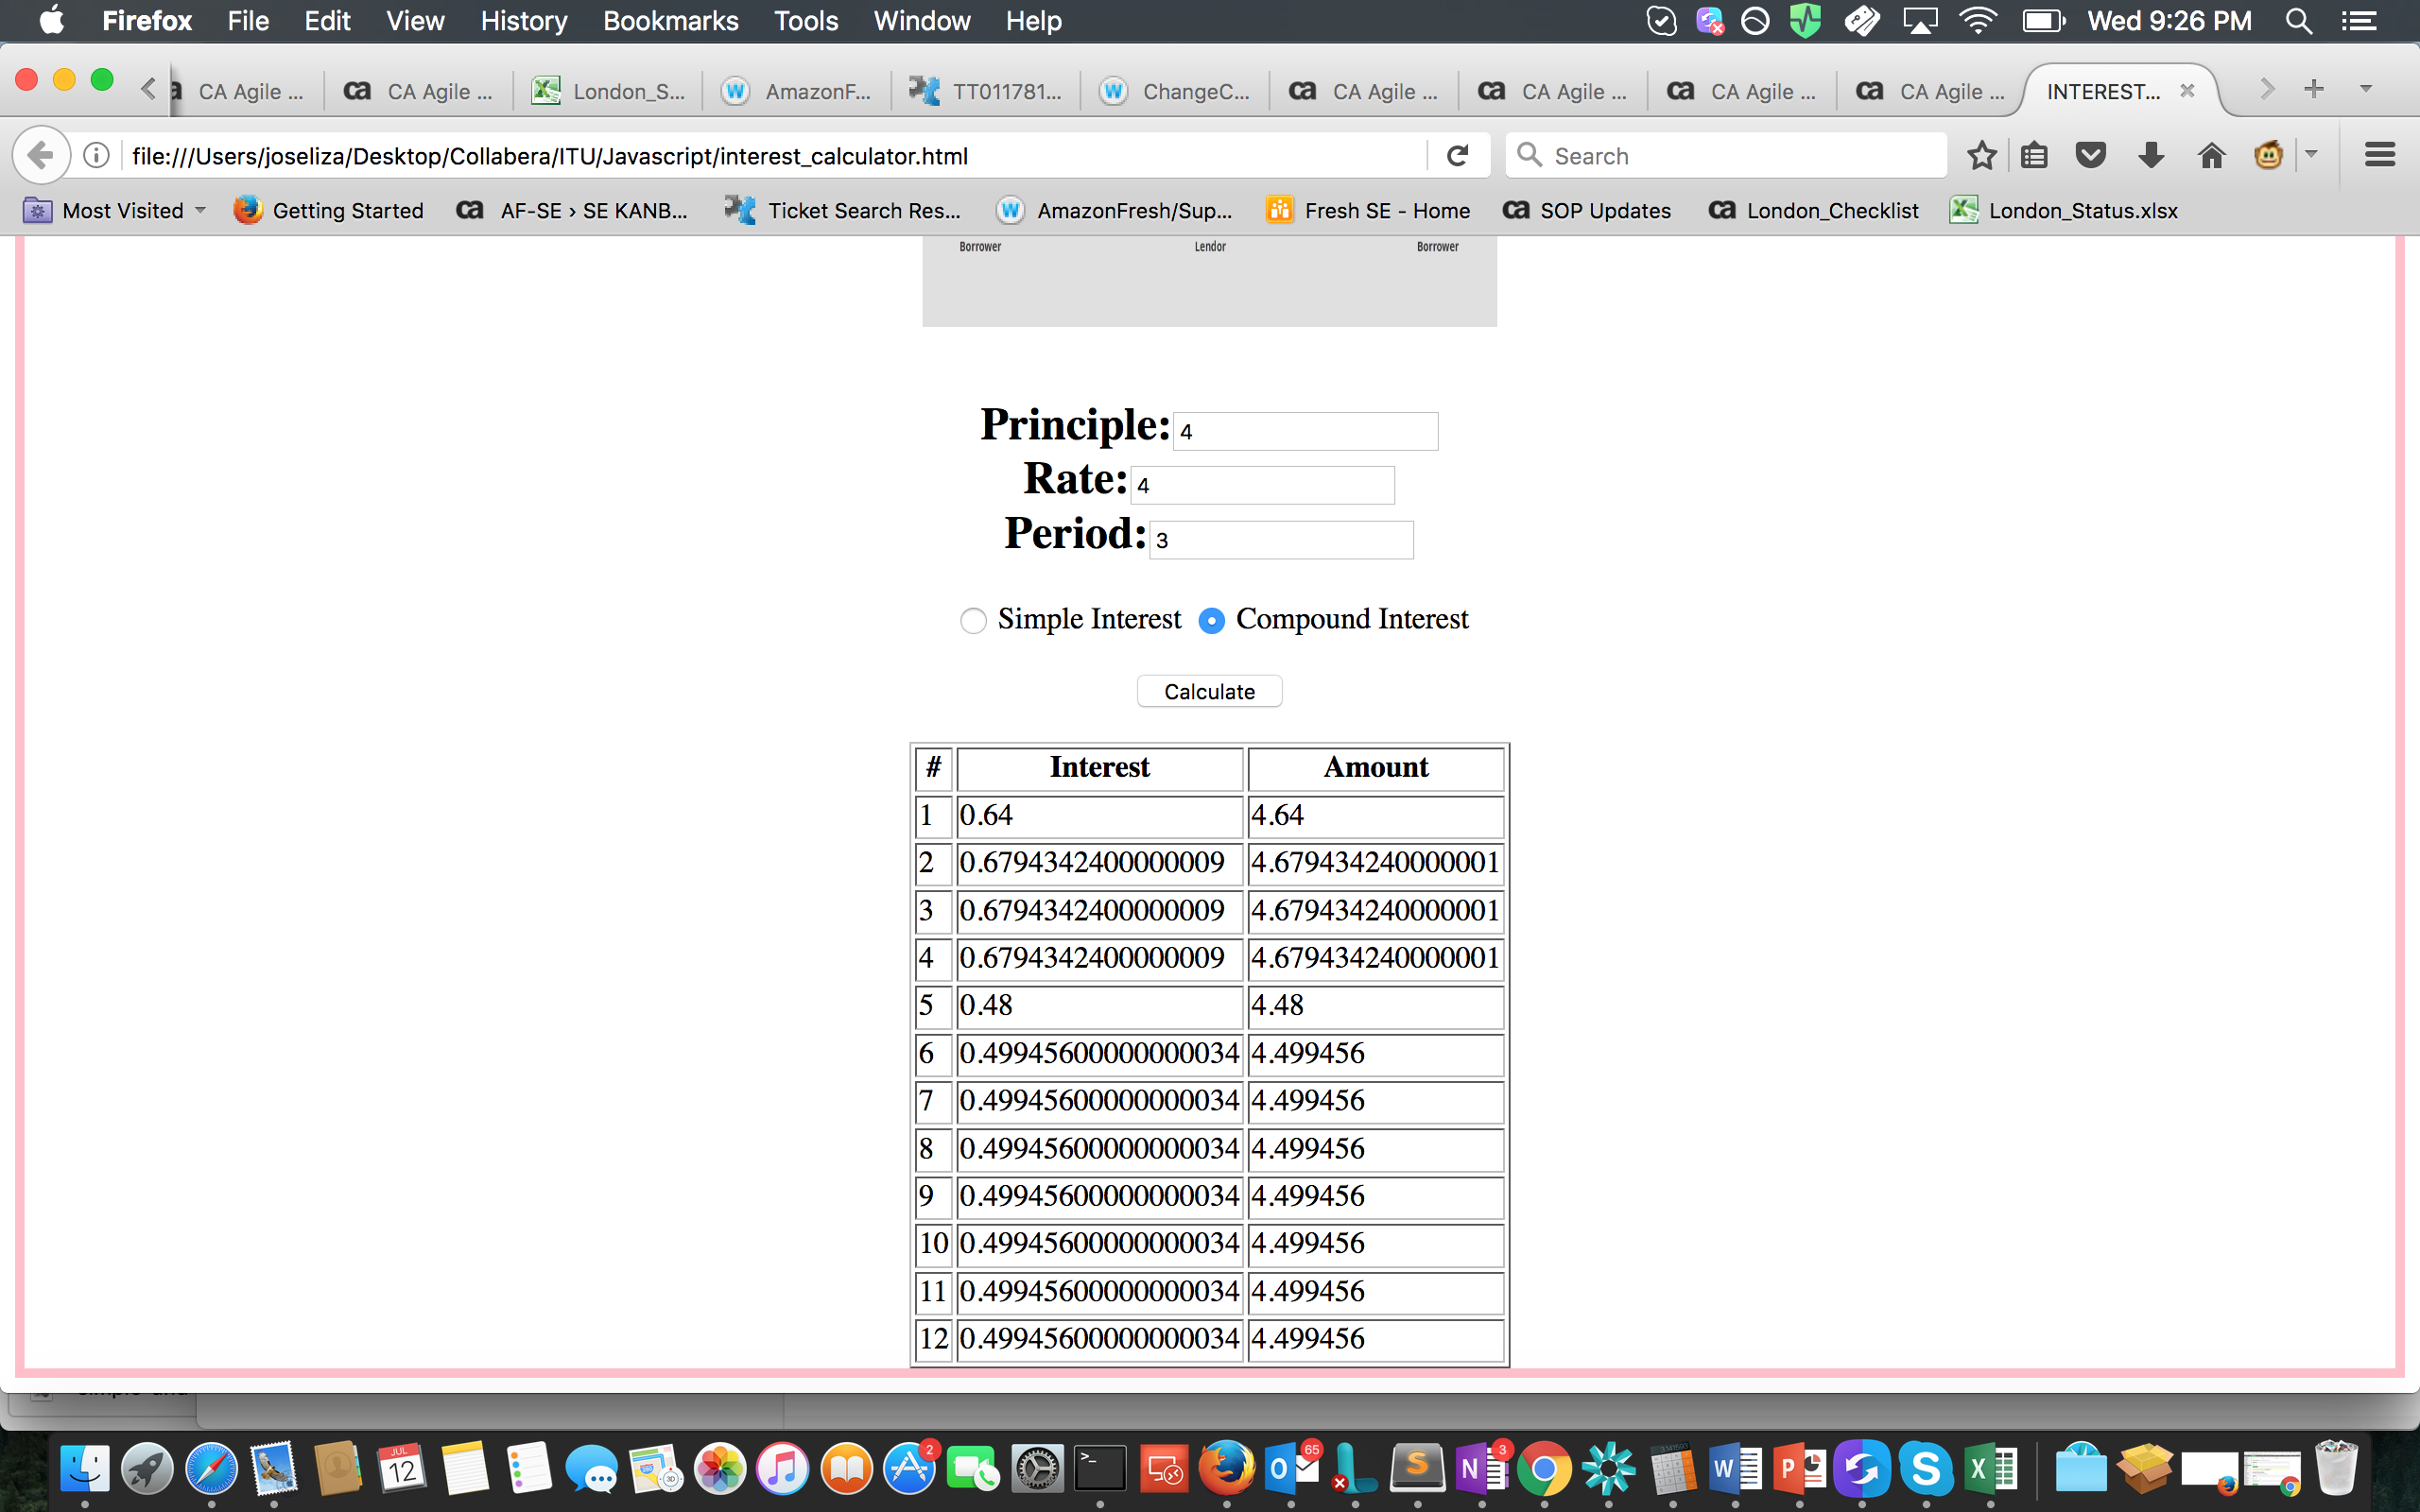 Firefox File Edit View History Bookmarks Tools Window Help Wed 9:26 PM
CA Agile ... CA Agile ... London_S... AmazonF... TT011781... ChangeC... CA Agile ... CA Agile ... CA Agile ... CA Agile ... INTEREST...
file:///Users/joseliza/Desktop/Collabera/ITU/Javascript/interest_calculator.html Search
Most Visited Getting Started AF-SE › SE KANB... Ticket Search Res... AmazonFresh/Sup... Fresh SE - Home SOP Updates London_Checklist London_Status.xlsx
Borrower Lendor Borrower
Principle: 4
Rate: 4
Period: 3
Simple Interest Compound Interest
Calculate
# Interest Amount
1 0.64 4.64
2 0.6794342400000009 4.679434240000001
3 0.6794342400000009 4.679434240000001
4 0.6794342400000009 4.679434240000001
5 0.48 4.48
6 0.49945600000000034 4.499456
7 0.49945600000000034 4.499456
8 0.49945600000000034 4.499456
9 0.49945600000000034 4.499456
10 0.49945600000000034 4.499456
11 0.49945600000000034 4.499456
12 0.49945600000000034 4.499456
JUL 12 2 65 3